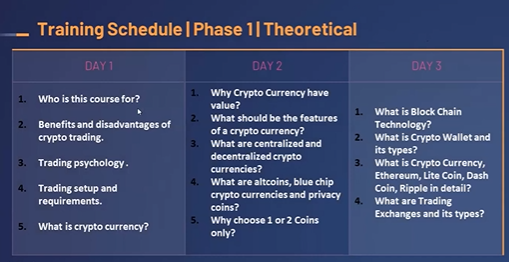 Training Schedule | Phase 1 | Theoretical
DAY 1
1. Who is this course for?
2. Benefits and disadvantages of
crypto trading.
3. Trading psychology .
4. Trading setup and
requirements.
5. What is crypto currency?
DAY 2
1. Why Crypto Currency have
value?
2. What should be the features
of a crypto currency?
3. What are centralized and
decentralized crypto
currencies?
4. What are altcoins, blue chip
crypto currencies and privacy
coins?
5. Why choose 1 or 2 Coins
only?
DAY 3
1. What is Block Chain
Technology?
2. What is Crypto Wallet and
its types?
3. What is Crypto Currency,
Ethereum, Lite Coin, Dash
Coin, Ripple in detail?
4. What are Trading
Exchanges and its types?